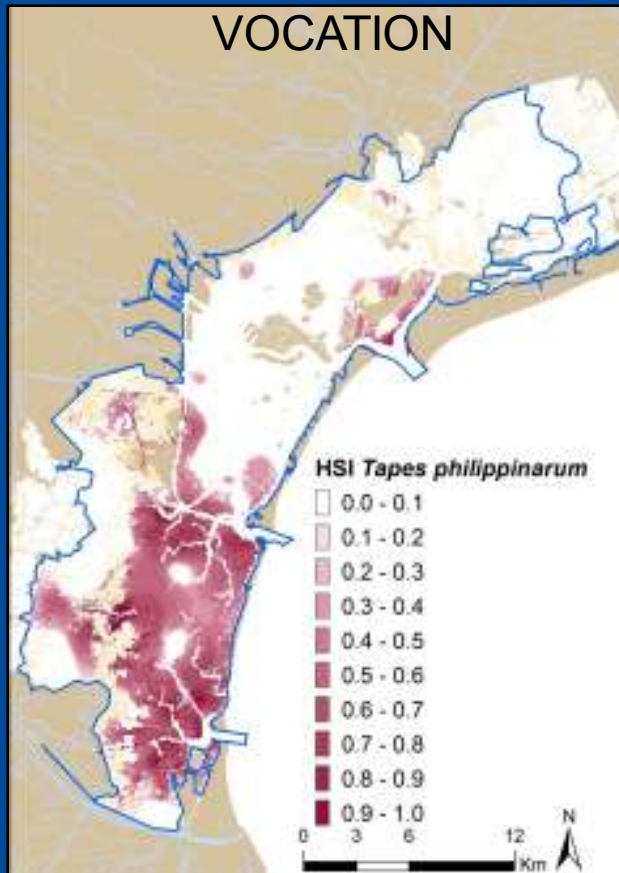 VOCATION
HSI Tapes philippinarum
0.0 - 0.1
0.1 - 0.2
0.2 - 0.3
0.3 - 0.4
0.4 - 0.5
0.5 - 0.6
0.6 - 0.7
0.7 - 0.8
0.8 - 0.9
0.9 - 1.0
N
0 3 6 12
Km